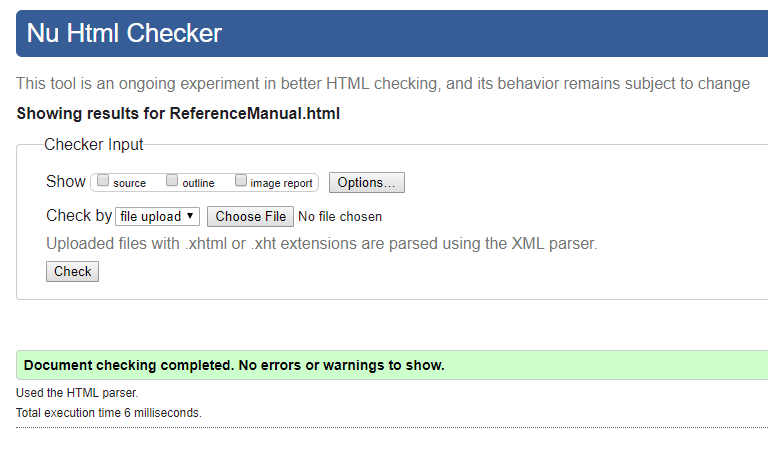 Nu Html Checker
This tool is an ongoing experiment in better HTML checking, and its behavior remains subject to change
Showing results for ReferenceManual.html
Checker Input
Show source outline image report Options...
Check by file upload Choose File No file chosen
Uploaded files with .xhtml or .xht extensions are parsed using the XML parser.
Check
Document checking completed. No errors or warnings to show.
Used the HTML parser.
Total execution time 6 milliseconds.